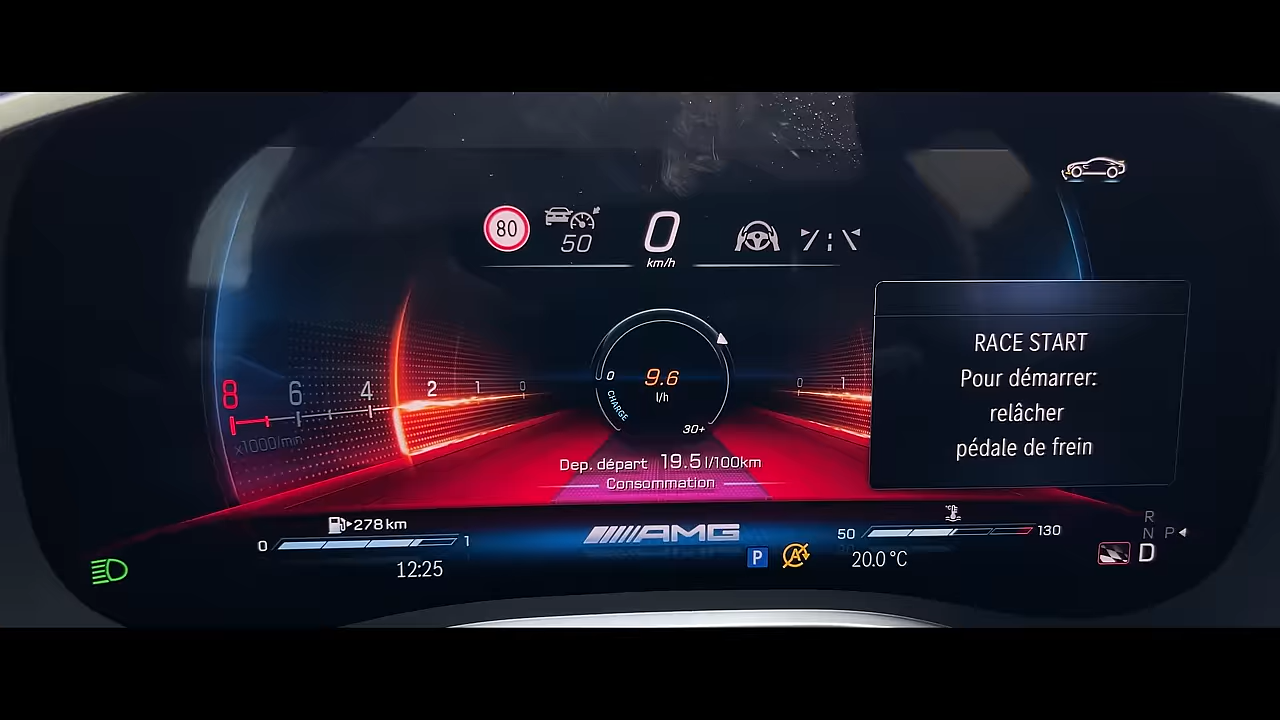 80
50
0
km/h
8 6 4 2 1 0
x1000/min
0
9.6
l/h
CHARGE
30+
0 1
RACE START
Pour démarrer:
relâcher
pédale de frein
Dep. départ 19.5 l/100km
Consommation
278 km
0 1
12:25
AMG
P
A
50 130
°C
20.0 °C
R
N P
D